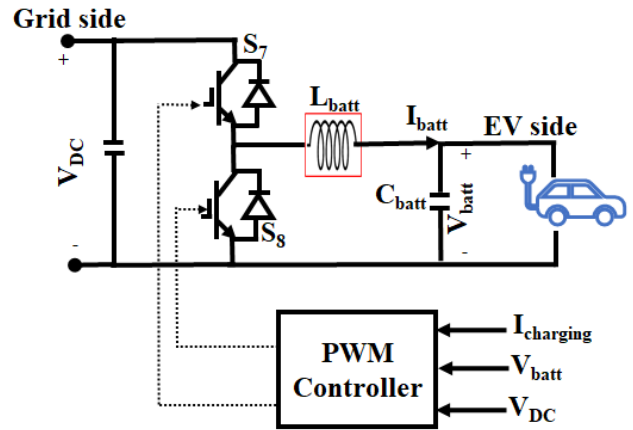 Grid side
+
S7
Lbatt
Ibatt
EV side
+
VDC
Cbatt
Vbatt
S8
-
-
PWM
Controller
Icharging
Vbatt
VDC